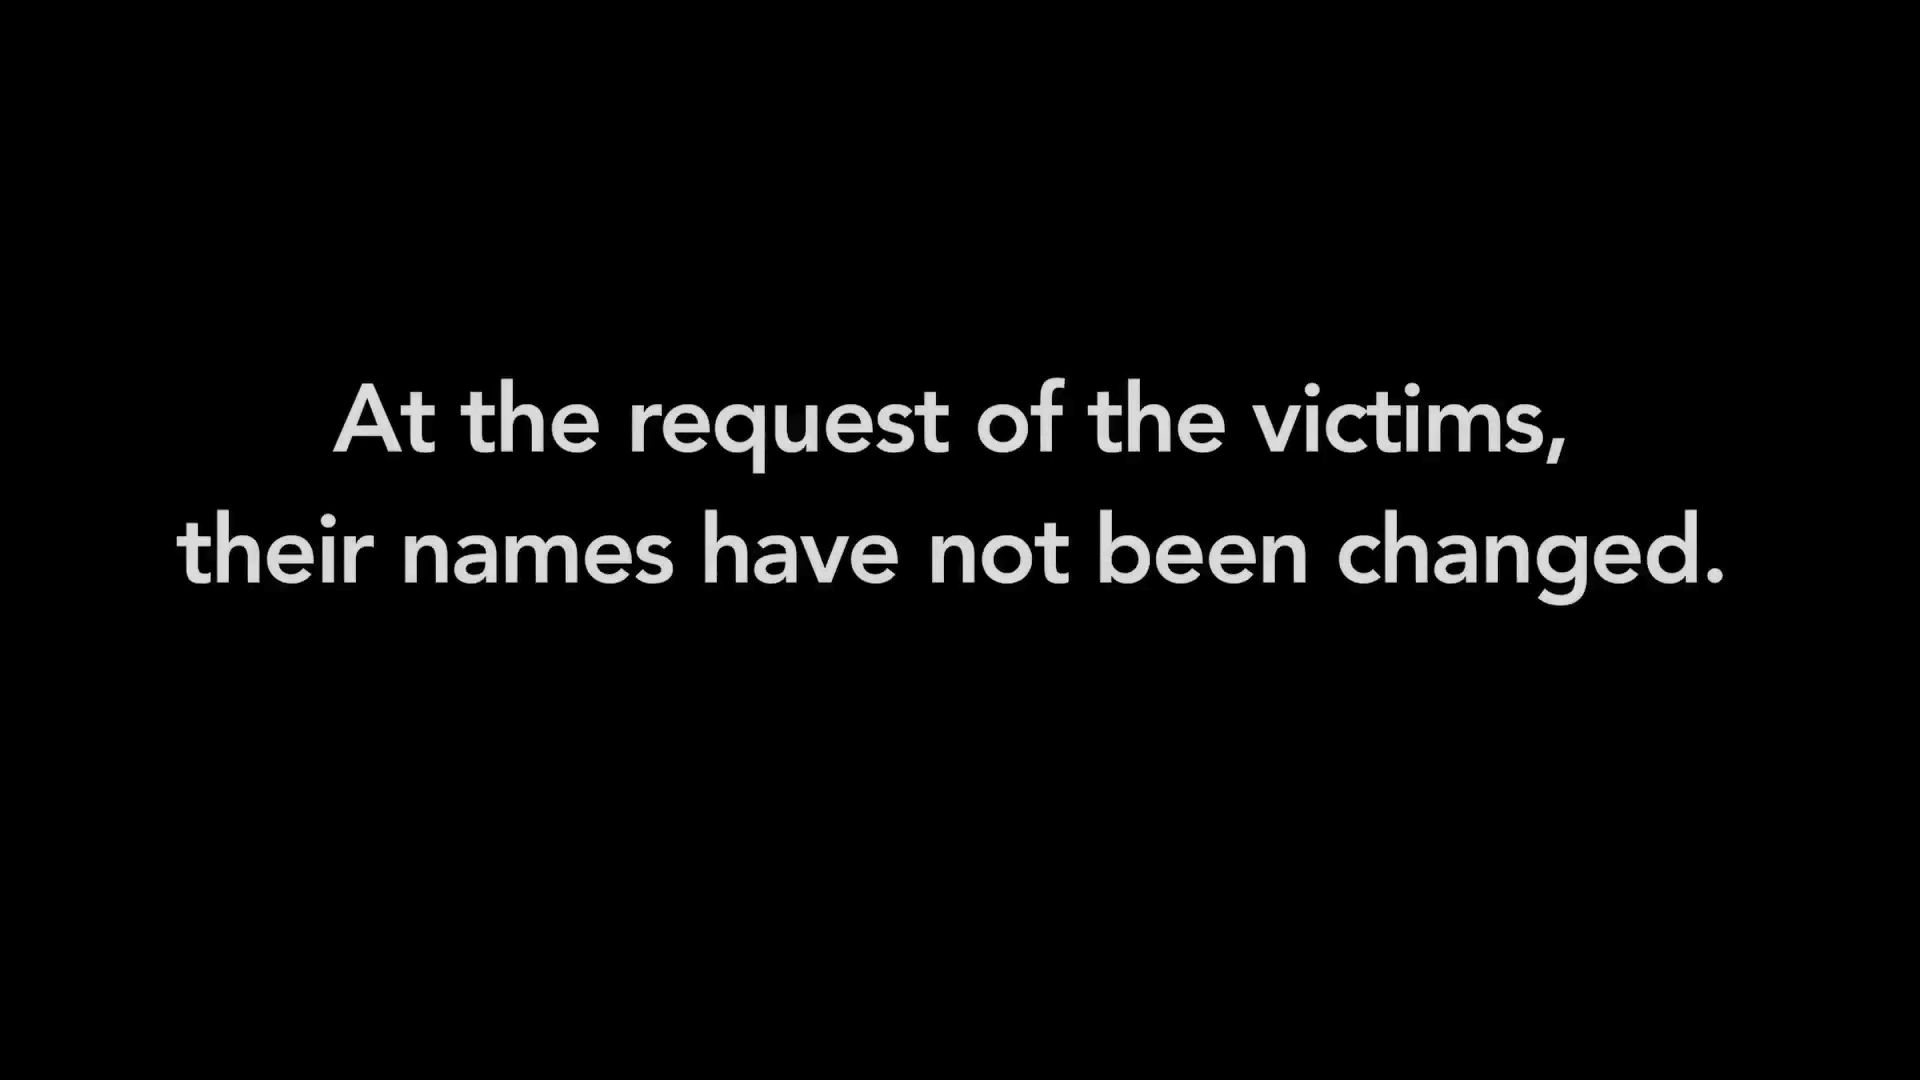 At the request of the victims,
their names have not been changed.